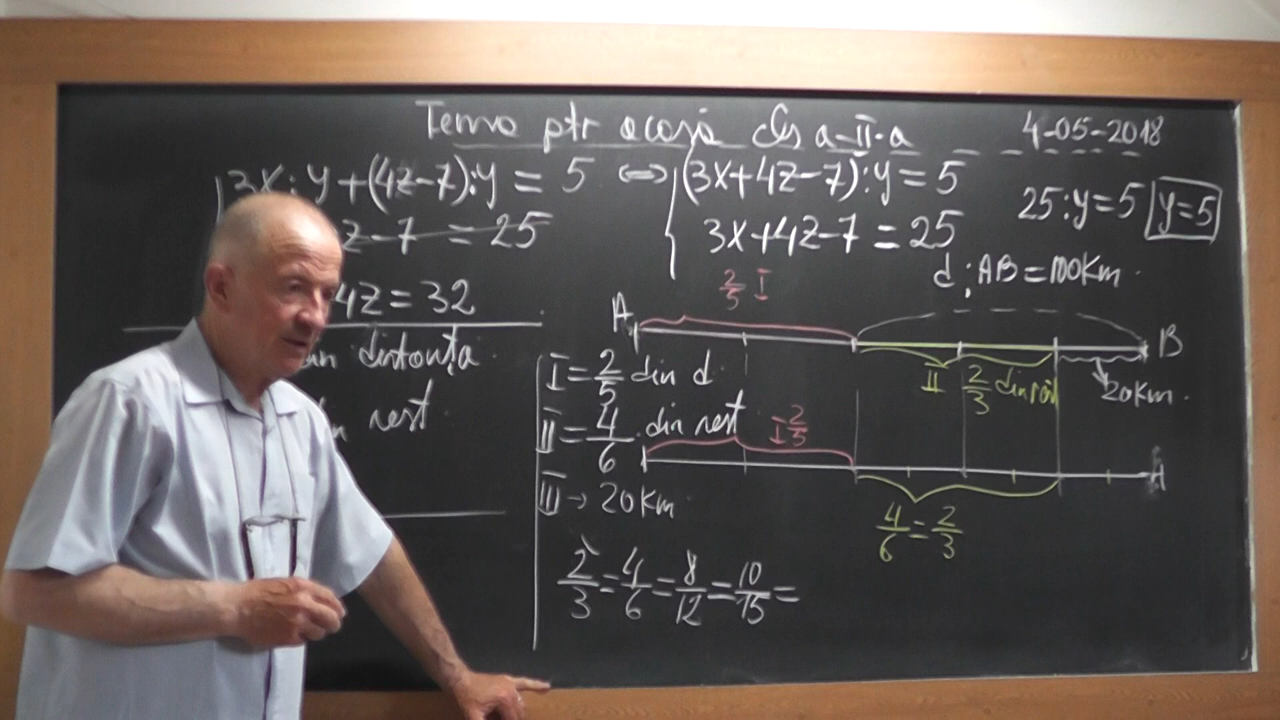 Tema ptr acasă cls a-II-a 4-05-2018
3x:y+(4z-7):y = 5 <=> (3x+4z-7):y = 5
z-7 = 25 3x+4z-7 = 25
25:y=5 y=5
4z = 32
d:AB = 100Km
2/5 I
A B
din distanța
rest
I = 2/5 din d
II = 4/6 din rest
III → 20Km
II 2/3 din
20Km
I 2/5
A
4/6 = 2/3
2/3 = 4/6 = 8/12 = 10/15 =